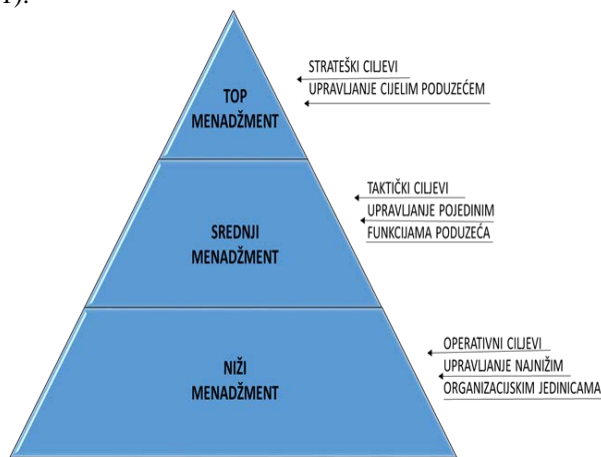 1).
STRATEŠKI CILJEVI
UPRAVLJANJE CIJELIM PODUZEĆEM
TOP
MENADŽMENT
TAKTIČKI CILJEVI
UPRAVLJANJE POJEDINIM
FUNKCIJAMA PODUZEĆA
SREDNJI
MENADŽMENT
OPERATIVNI CILJEVI
UPRAVLJANJE NAJNIŽIM
ORGANIZACIJSKIM JEDINICAMA
NIŽI
MENADŽMENT